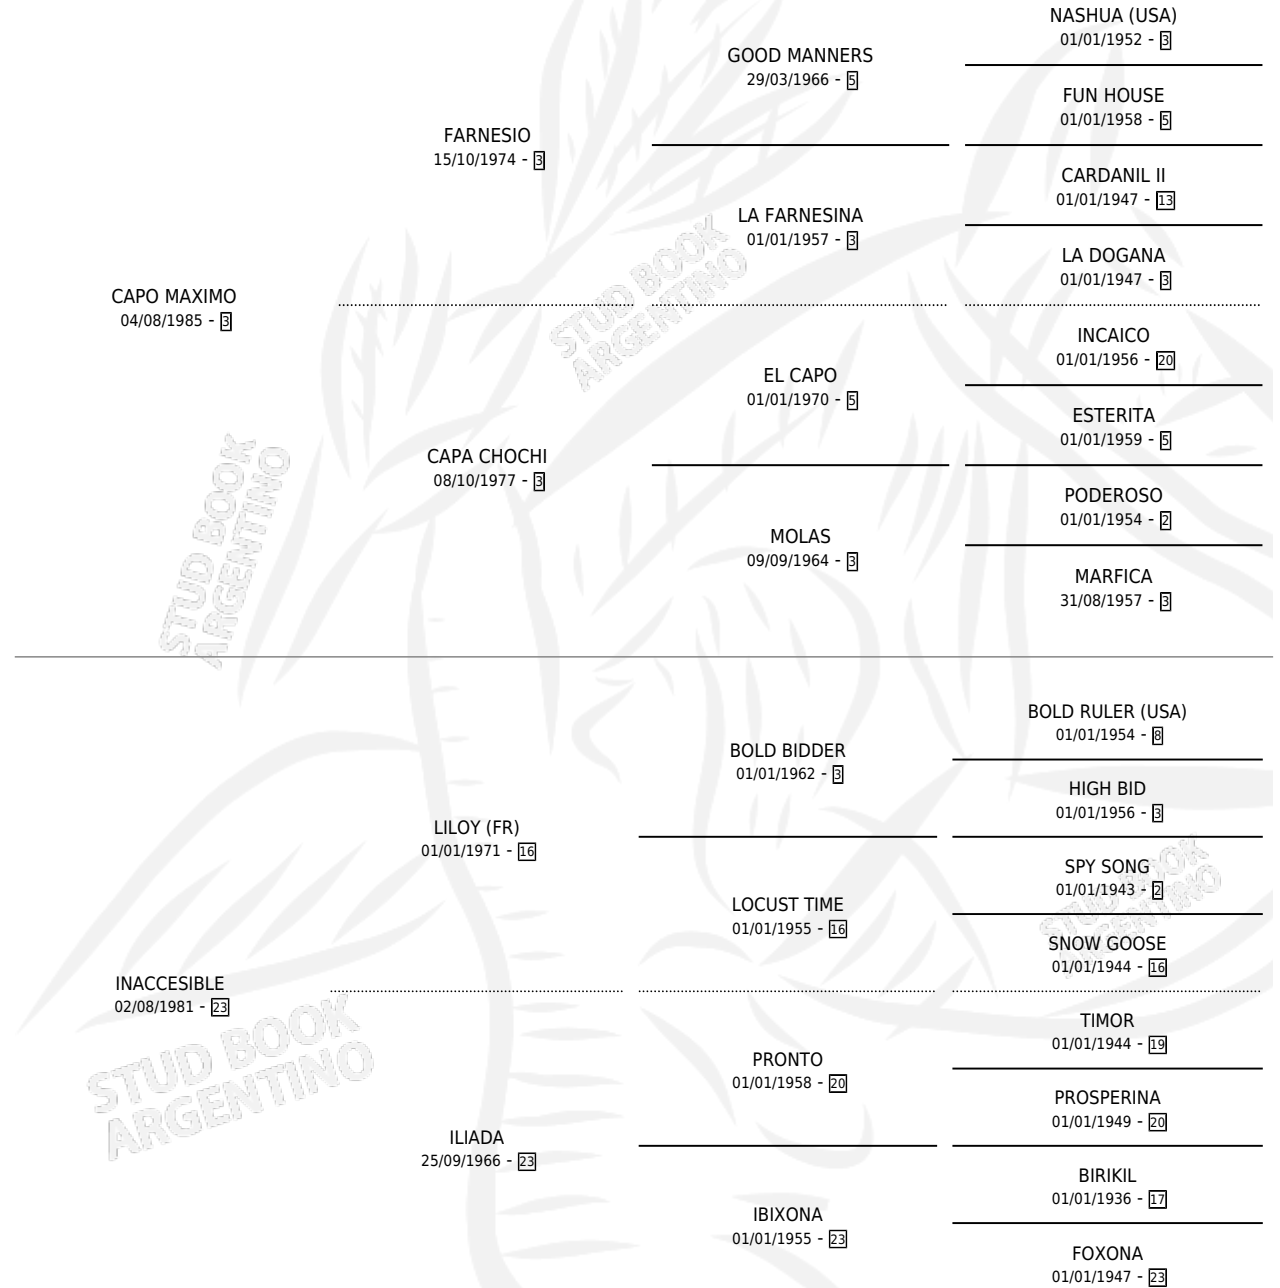 NASHUA (USA)
01/01/1952 - 3
GOOD MANNERS
29/03/1966 - 5
FUN HOUSE
01/01/1958 - 5
FARNESIO
15/10/1974 - 3
CARDANIL II
01/01/1947 - 13
LA FARNESINA
01/01/1957 - 3
LA DOGANA
01/01/1947 - 3
CAPO MAXIMO
04/08/1985 - 3
INCAICO
01/01/1956 - 20
EL CAPO
01/01/1970 - 5
ESTERITA
01/01/1959 - 5
CAPA CHOCHI
08/10/1977 - 3
PODEROSO
01/01/1954 - 2
MOLAS
09/09/1964 - 3
MARFICA
31/08/1957 - 3
BOLD RULER (USA)
01/01/1954 - 8
BOLD BIDDER
01/01/1962 - 3
HIGH BID
01/01/1956 - 3
LILOY (FR)
01/01/1971 - 16
SPY SONG
01/01/1943 - 2
LOCUST TIME
01/01/1955 - 16
SNOW GOOSE
01/01/1944 - 16
INACCESIBLE
02/08/1981 - 23
TIMOR
01/01/1944 - 19
PRONTO
01/01/1958 - 20
PROSPERINA
01/01/1949 - 20
ILIADA
25/09/1966 - 23
BIRIKIL
01/01/1936 - 17
IBIXONA
01/01/1955 - 23
FOXONA
01/01/1947 - 23
STUD BOOK
ARGENTINO
STUD BOOK
ARGENTINO
STUD BOOK
ARGENTINO
STUD BOOK
ARGENTINO